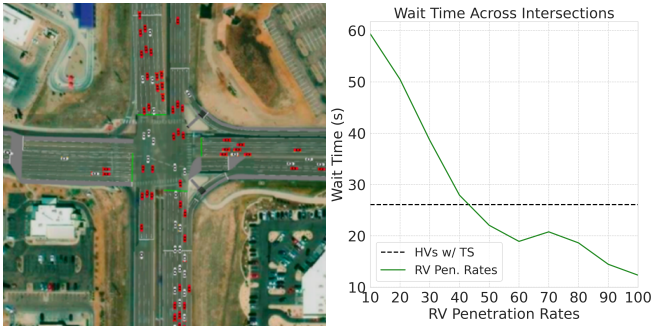 Wait Time Across Intersections
Wait Time (s)
60
50
40
30
20
10
HVs w/ TS
RV Pen. Rates
10 20 30 40 50 60 70 80 90 100
RV Penetration Rates